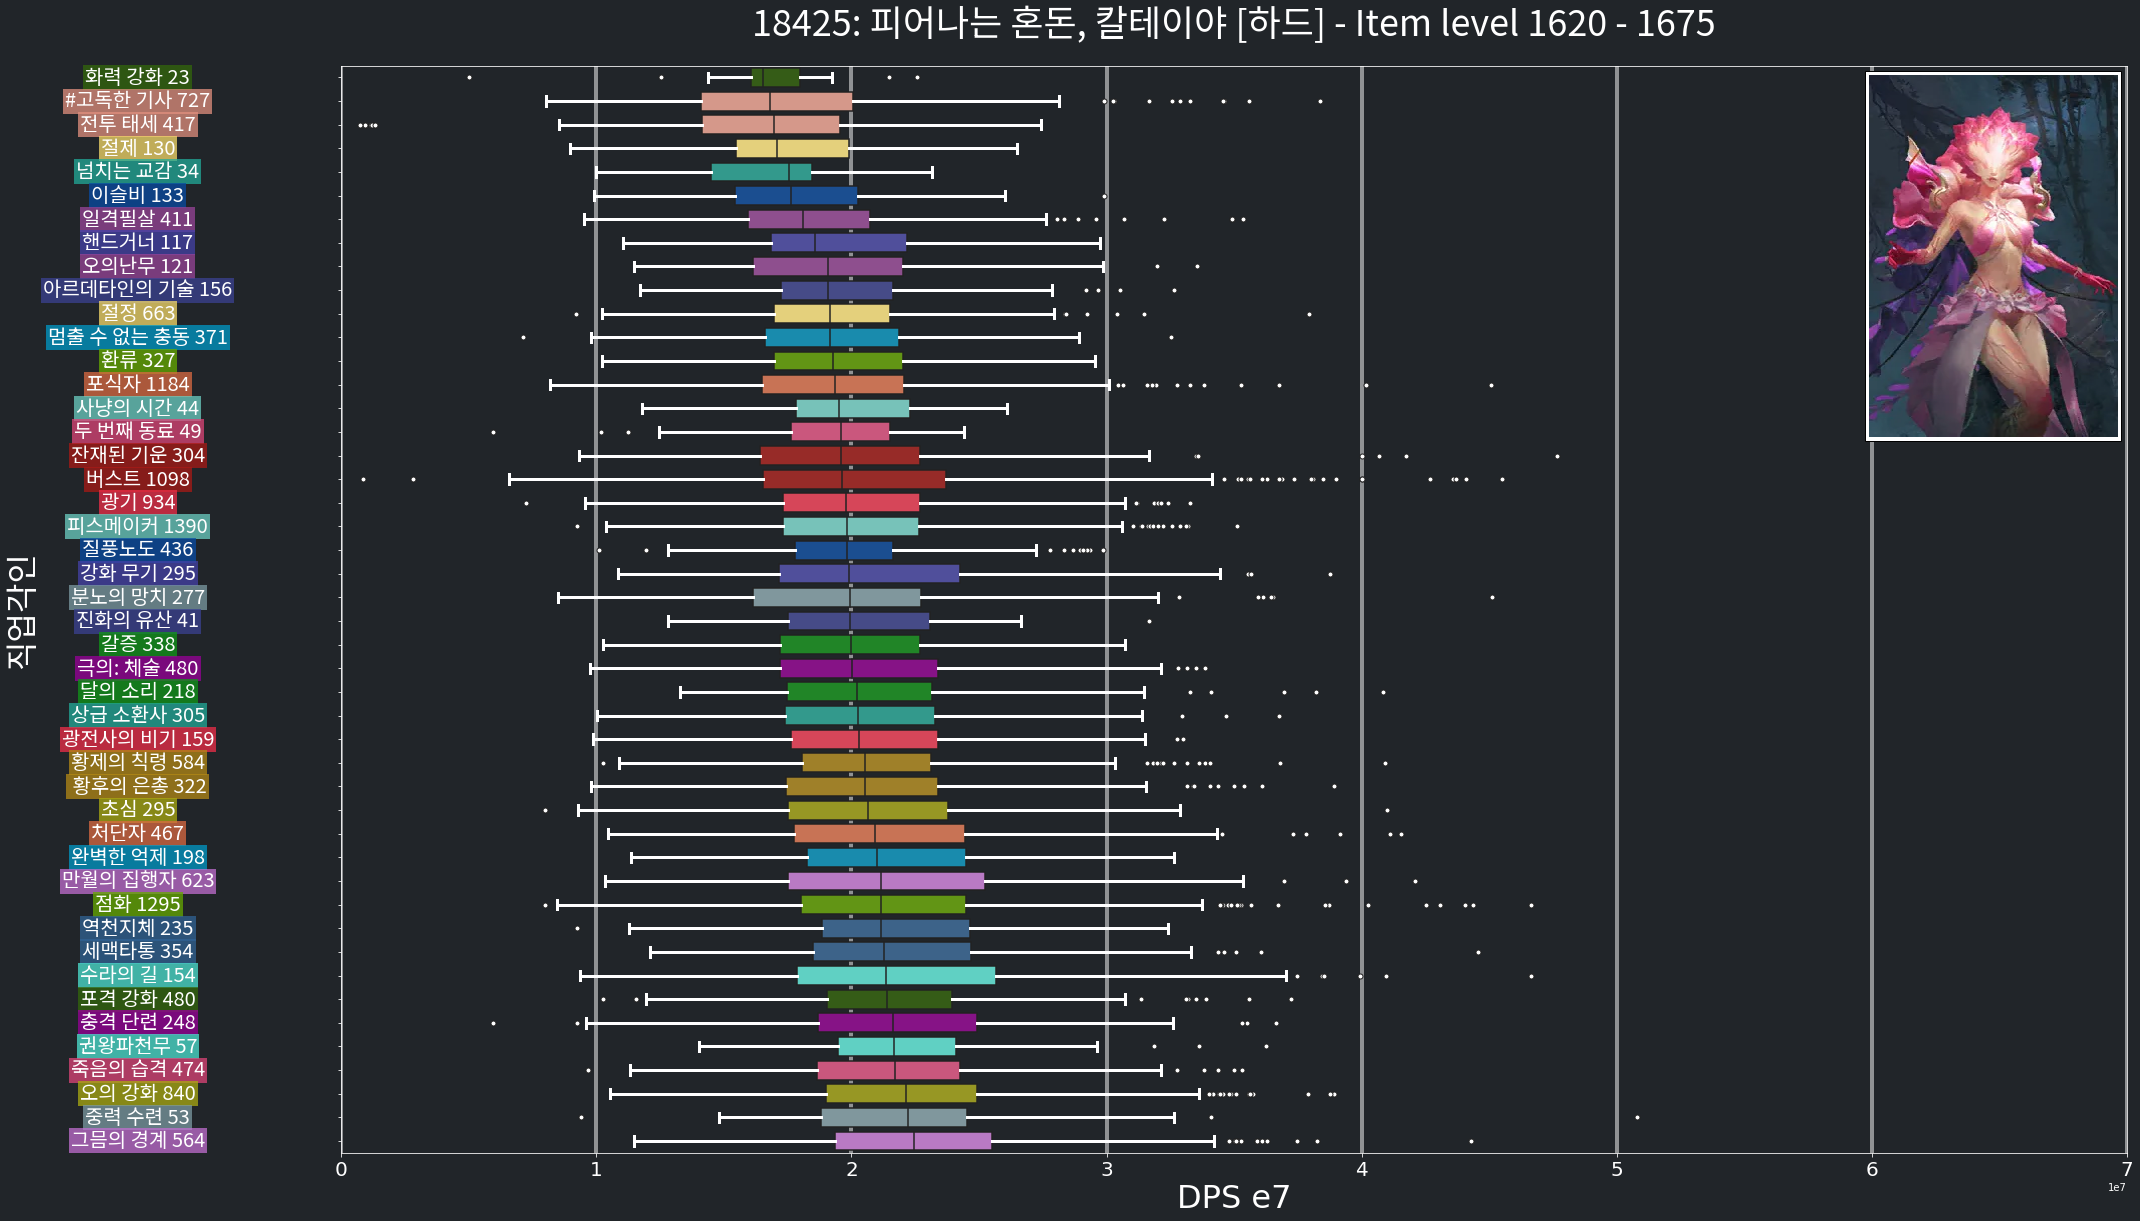 18425: 피어나는 혼돈, 칼테이야 [하드] - Item level 1620 - 1675
직업각인
화력 강화 23
#고독한 기사 727
전투 태세 417
절제 130
넘치는 교감 34
이슬비 133
일격필살 411
핸드거너 117
오의난무 121
아르데타인의 기술 156
절정 663
멈출 수 없는 충동 371
환류 327
포식자 1184
사냥의 시간 44
두 번째 동료 49
잔재된 기운 304
버스트 1098
광기 934
피스메이커 1390
질풍노도 436
강화 무기 295
분노의 망치 277
진화의 유산 41
갈증 338
극의: 체술 480
달의 소리 218
상급 소환사 305
광전사의 비기 159
황제의 칙령 584
황후의 은총 322
초심 295
처단자 467
완벽한 억제 198
만월의 집행자 623
점화 1295
역천지체 235
세맥타통 354
수라의 길 154
포격 강화 480
충격 단련 248
권왕파천무 57
죽음의 습격 474
오의 강화 840
중력 수련 53
그믐의 경계 564
0 1 2 3 4 5 6 7
1e7
DPS e7